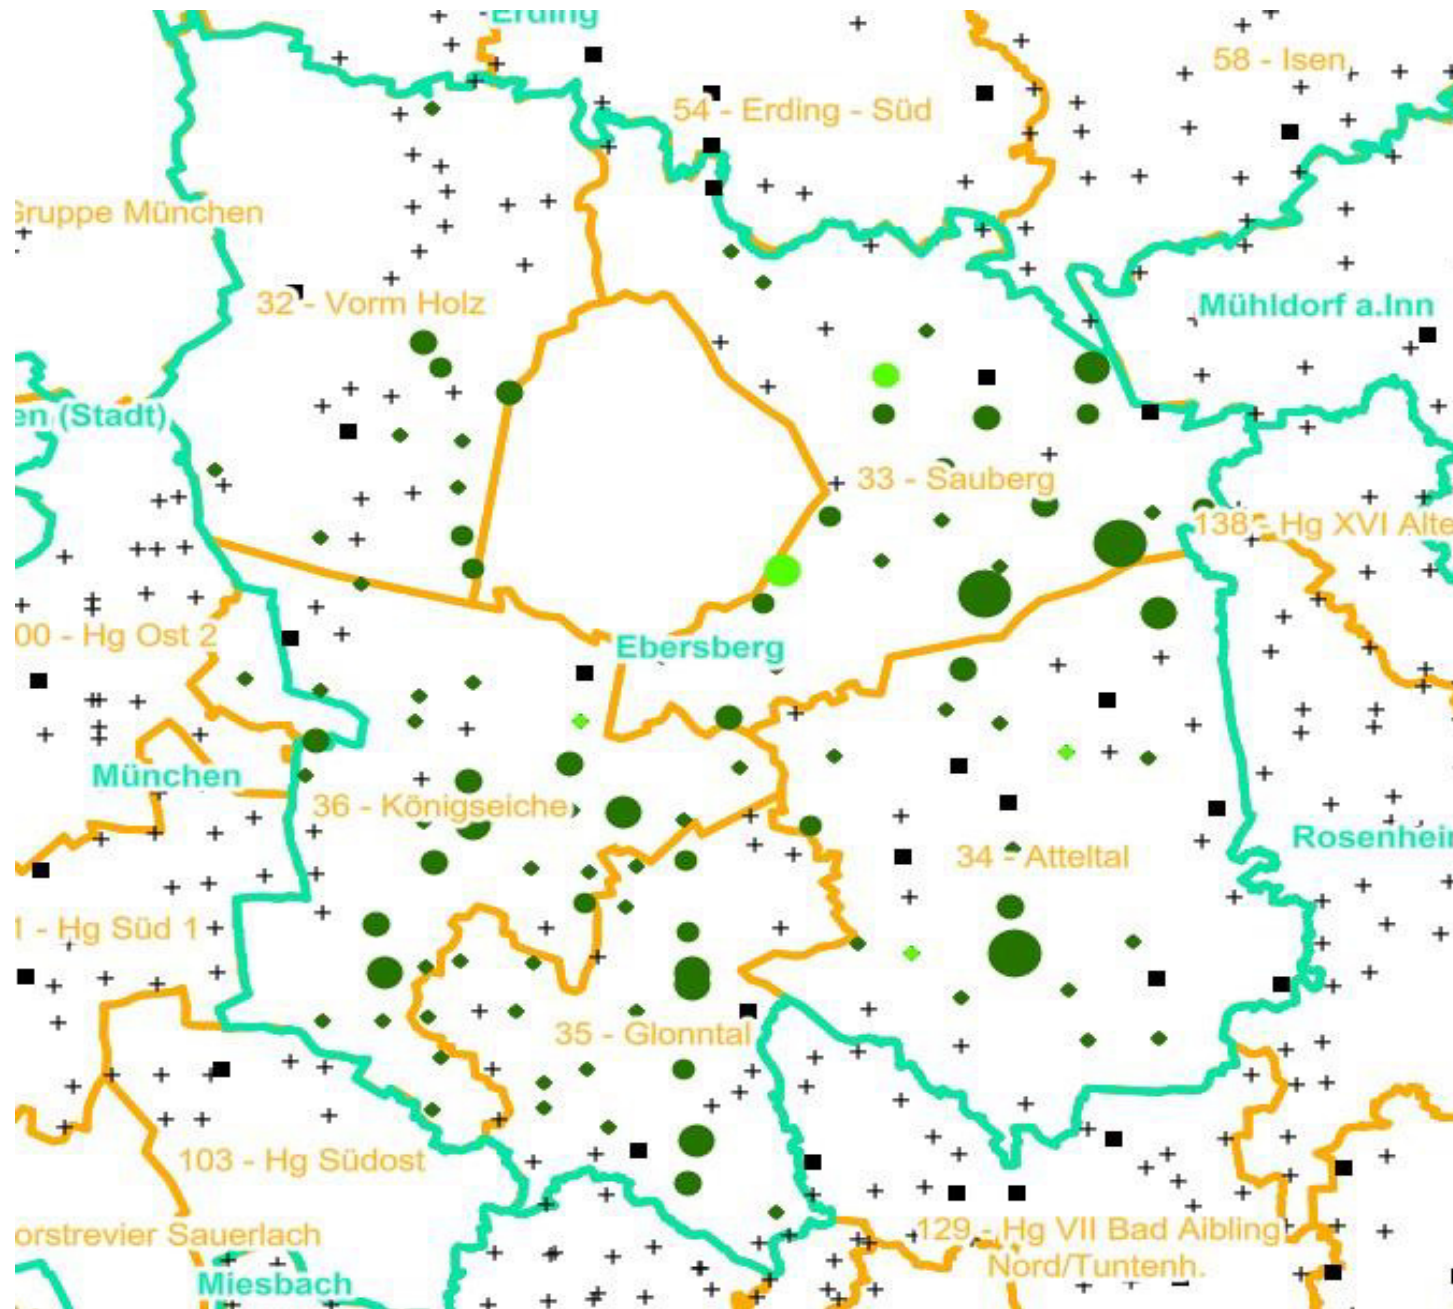 Erding
58 - Isen
54 - Erding - Süd
Gruppe München
32 - Vorm Holz
Mühldorf a.Inn
en (Stadt)
33 - Sauberg
138 - Hg XVI Alte
00 - Hg Ost 2
Ebersberg
München
36 - Königseiche
Rosenhei
34 - Atteltal
1 - Hg Süd 1
35 - Glonntal
103 - Hg Südost
orstrevier Sauerlach
129 - Hg VII Bad Aibling
Nord/Tuntenh.
Miesbach